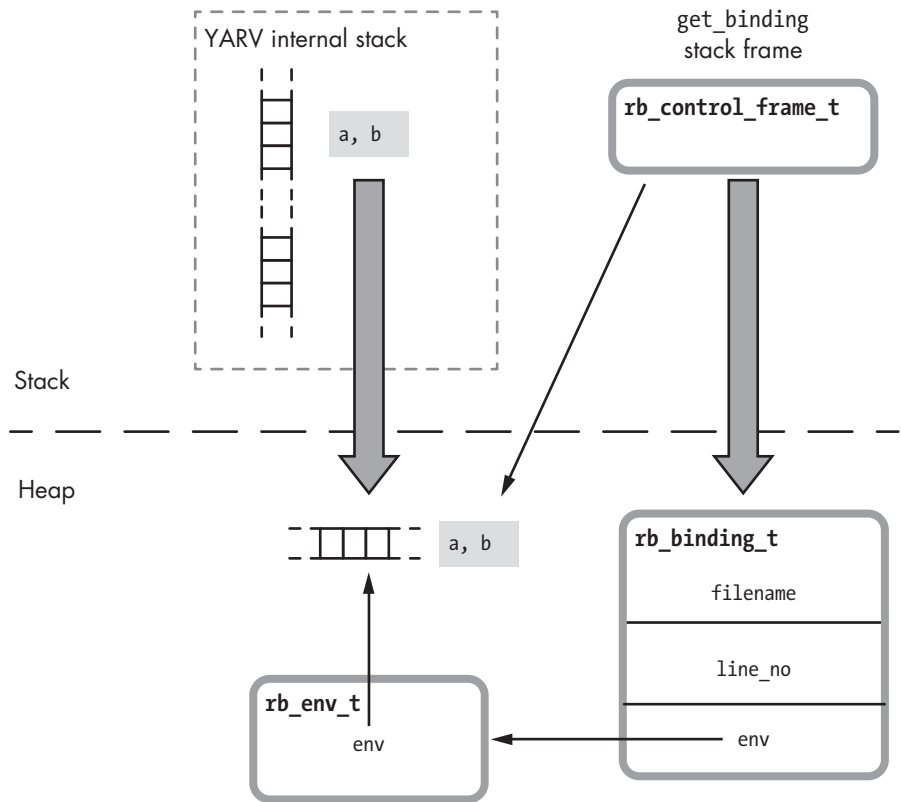 YARV internal stack
a, b
get_binding
stack frame
rb_control_frame_t
Stack
Heap
a, b
rb_binding_t
filename
line_no
env
rb_env_t
env